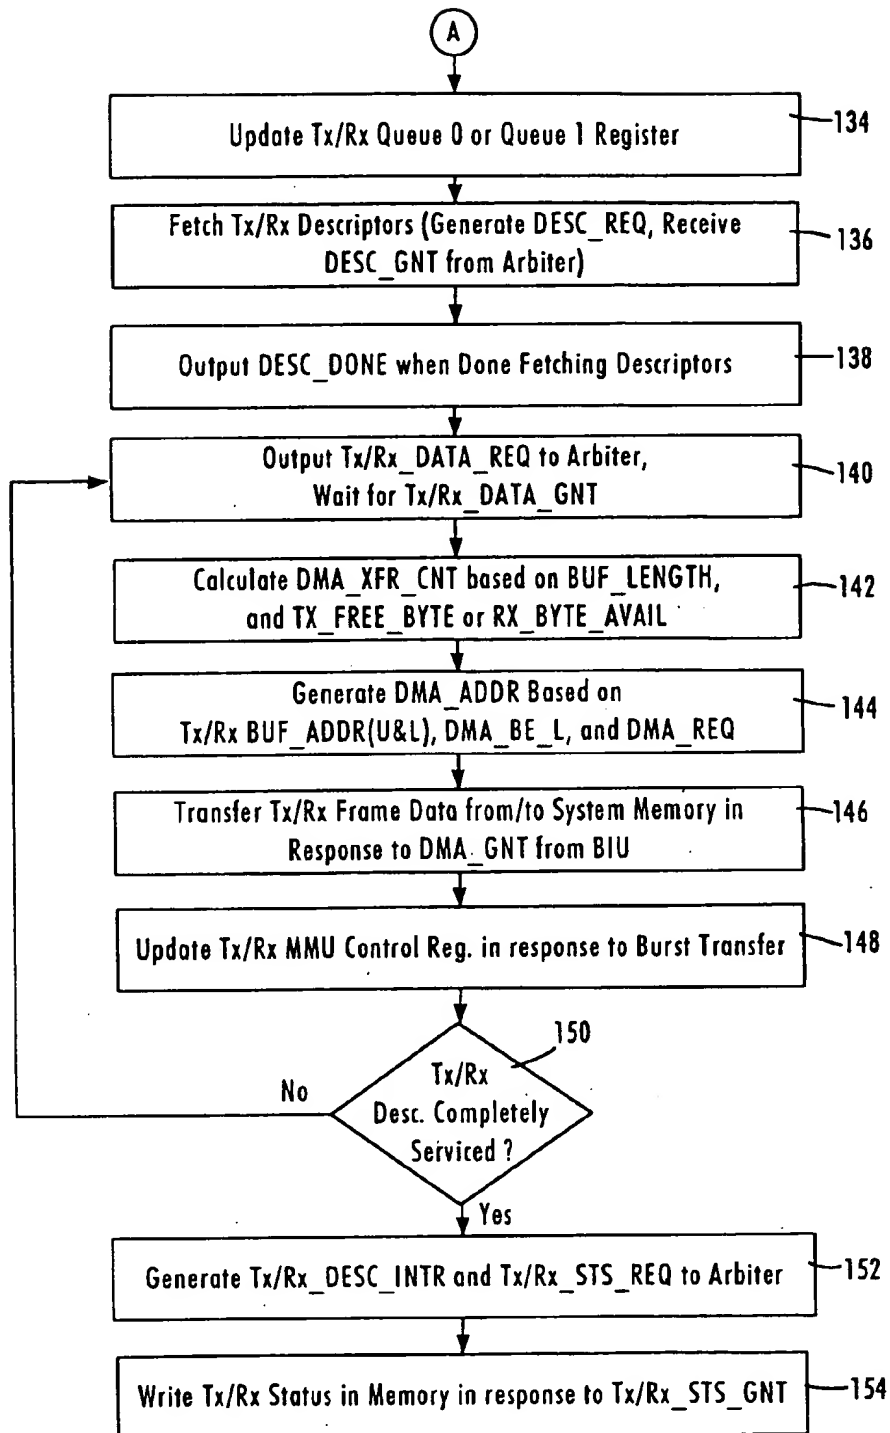 A
Update Tx/Rx Queue 0 or Queue 1 Register
134
Fetch Tx/Rx Descriptors (Generate DESC_REQ, Receive
DESC_GNT from Arbiter)
136
Output DESC_DONE when Done Fetching Descriptors
138
Output Tx/Rx_DATA_REQ to Arbiter,
Wait for Tx/Rx_DATA_GNT
140
Calculate DMA_XFR_CNT based on BUF_LENGTH,
and TX_FREE_BYTE or RX_BYTE_AVAIL
142
Generate DMA_ADDR Based on
Tx/Rx BUF_ADDR(U&L), DMA_BE_L, and DMA_REQ
144
Transfer Tx/Rx Frame Data from/to System Memory in
Response to DMA_GNT from BIU
146
Update Tx/Rx MMU Control Reg. in response to Burst Transfer
148
150
Tx/Rx
Desc. Completely
Serviced ?
No
Yes
Generate Tx/Rx_DESC_INTR and Tx/Rx_STS_REQ to Arbiter
152
Write Tx/Rx Status in Memory in response to Tx/Rx_STS_GNT
154